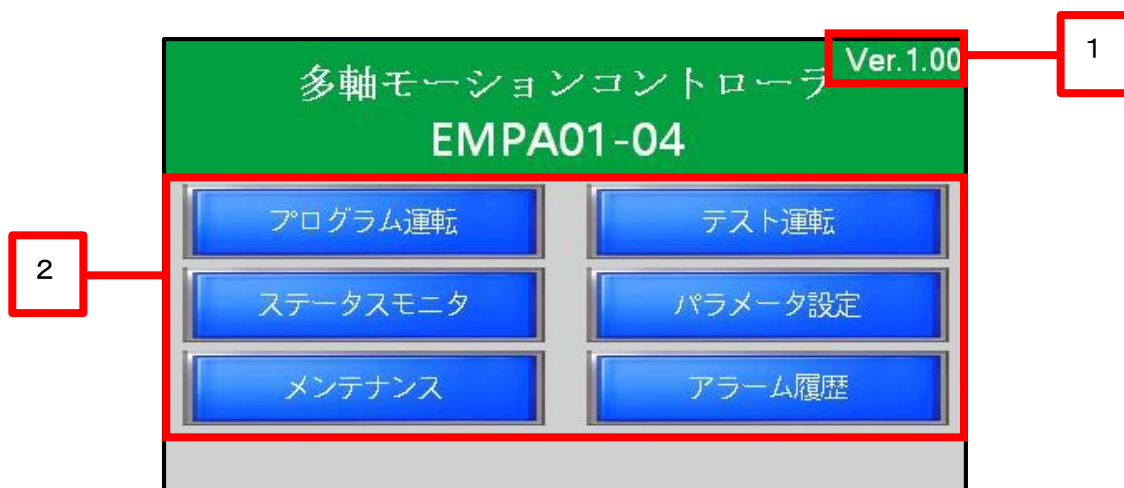 Ver.1.00
1
多軸モーションコントローラ
EMPA01-04
プログラム運転 テスト運転
2
ステータスモニタ パラメータ設定
メンテナンス アラーム履歴